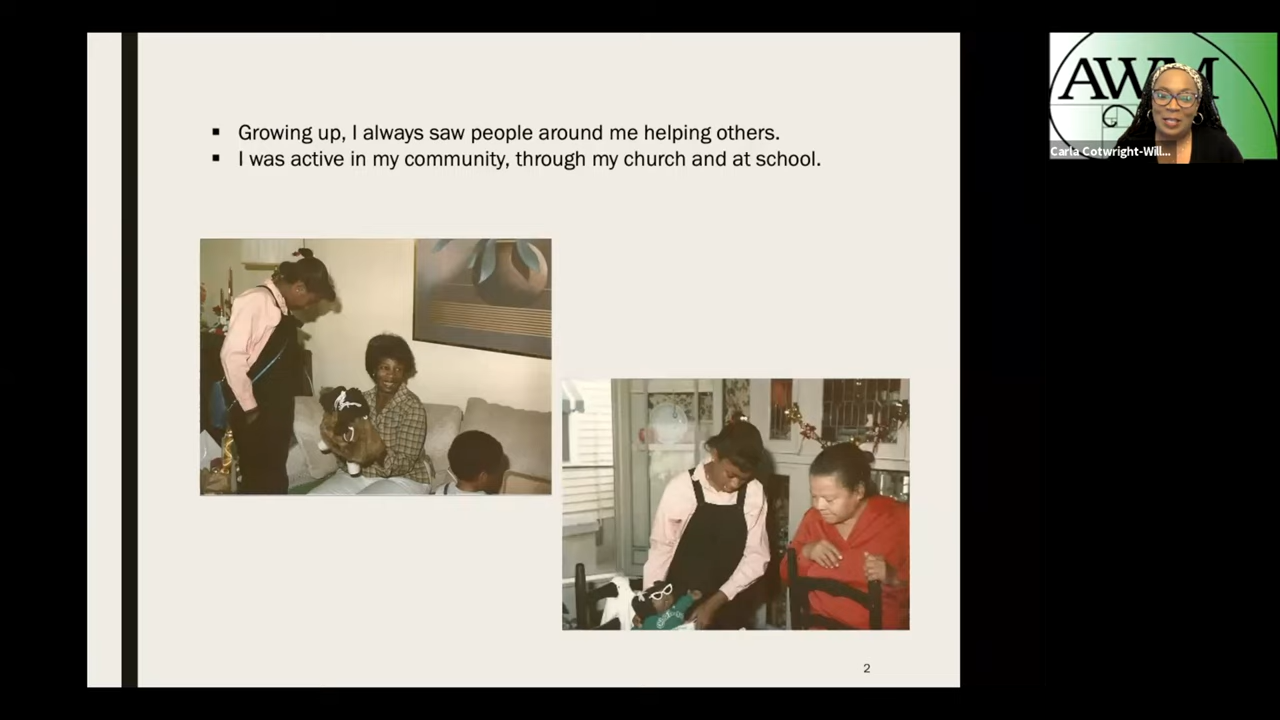 ▪ Growing up, I always saw people around me helping others.
▪ I was active in my community, through my church and at school.
AWM
Carla Cotwright-Will...
2